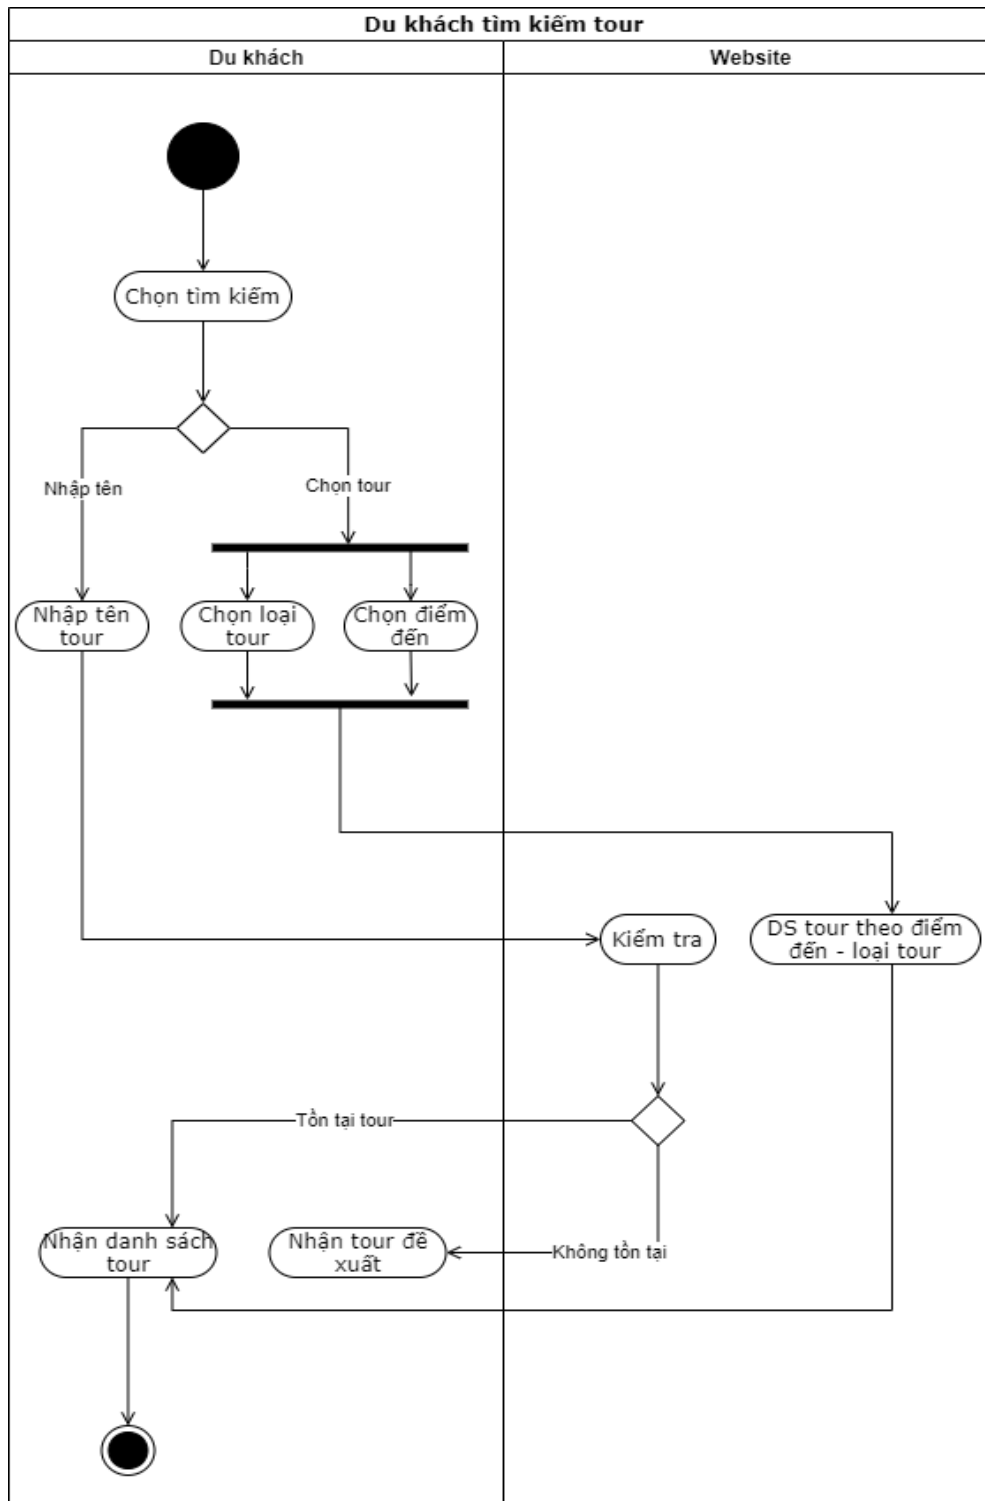 Du khách tìm kiếm tour
Du khách
Website
Chọn tìm kiếm
Nhập tên
Chọn tour
Nhập tên
tour
Chọn loại
tour
Chọn điểm
đến
Kiểm tra
DS tour theo điểm
đến - loại tour
Tồn tại tour
Nhận danh sách
tour
Nhận tour đề
xuất
Không tồn tại